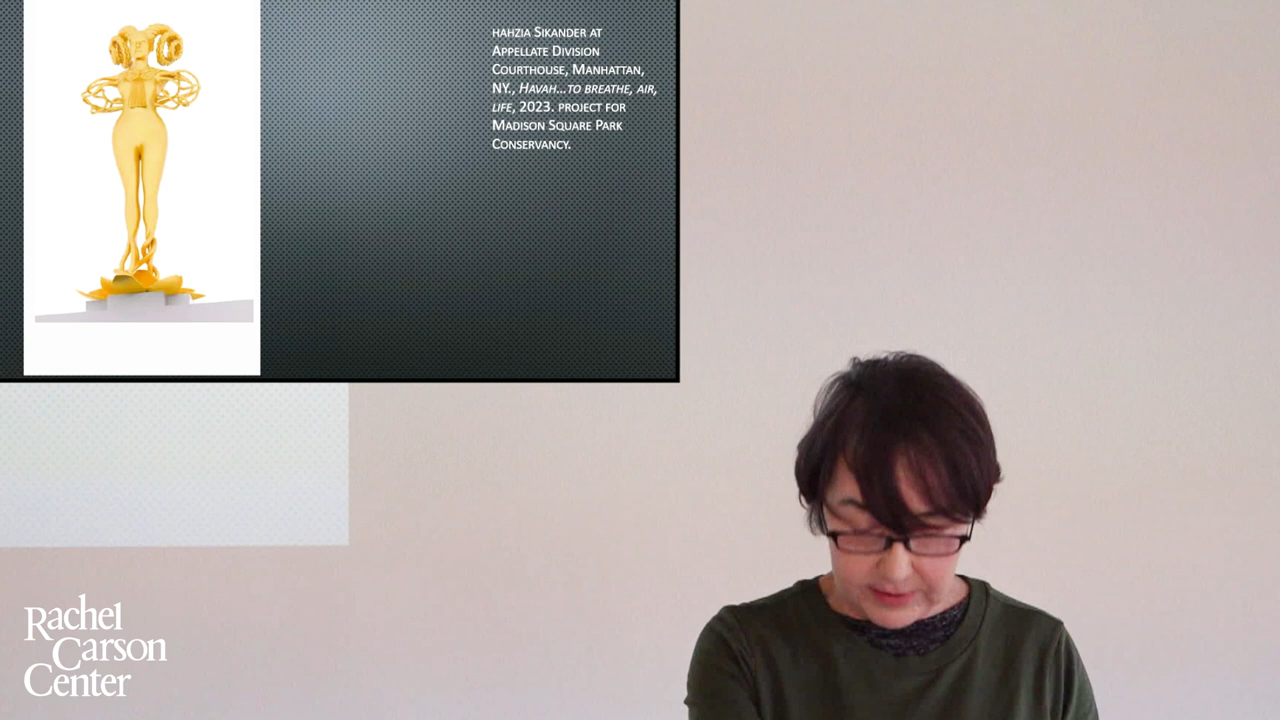 hahzia Sikander at
Appellate Division
Courthouse, Manhattan,
NY., Havah...to breathe, air,
life, 2023. project for
Madison Square Park
Conservancy.
Rachel
Carson
Center